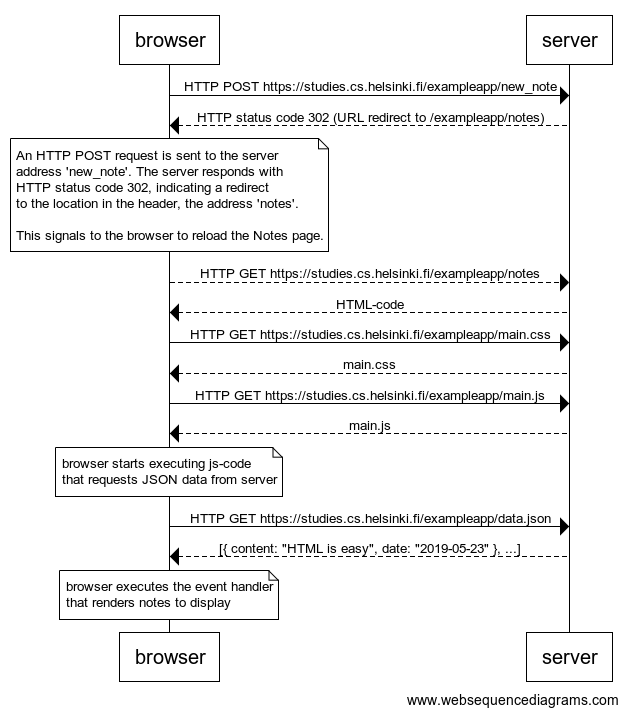 browser
server
HTTP POST https://studies.cs.helsinki.fi/exampleapp/new_note
HTTP status code 302 (URL redirect to /exampleapp/notes)
An HTTP POST request is sent to the server
address 'new_note'. The server responds with
HTTP status code 302, indicating a redirect
to the location in the header, the address 'notes'.
This signals to the browser to reload the Notes page.
HTTP GET https://studies.cs.helsinki.fi/exampleapp/notes
HTML-code
HTTP GET https://studies.cs.helsinki.fi/exampleapp/main.css
main.css
HTTP GET https://studies.cs.helsinki.fi/exampleapp/main.js
main.js
browser starts executing js-code
that requests JSON data from server
HTTP GET https://studies.cs.helsinki.fi/exampleapp/data.json
[{ content: "HTML is easy", date: "2019-05-23" }, ...]
browser executes the event handler
that renders notes to display
browser
server
www.websequencediagrams.com